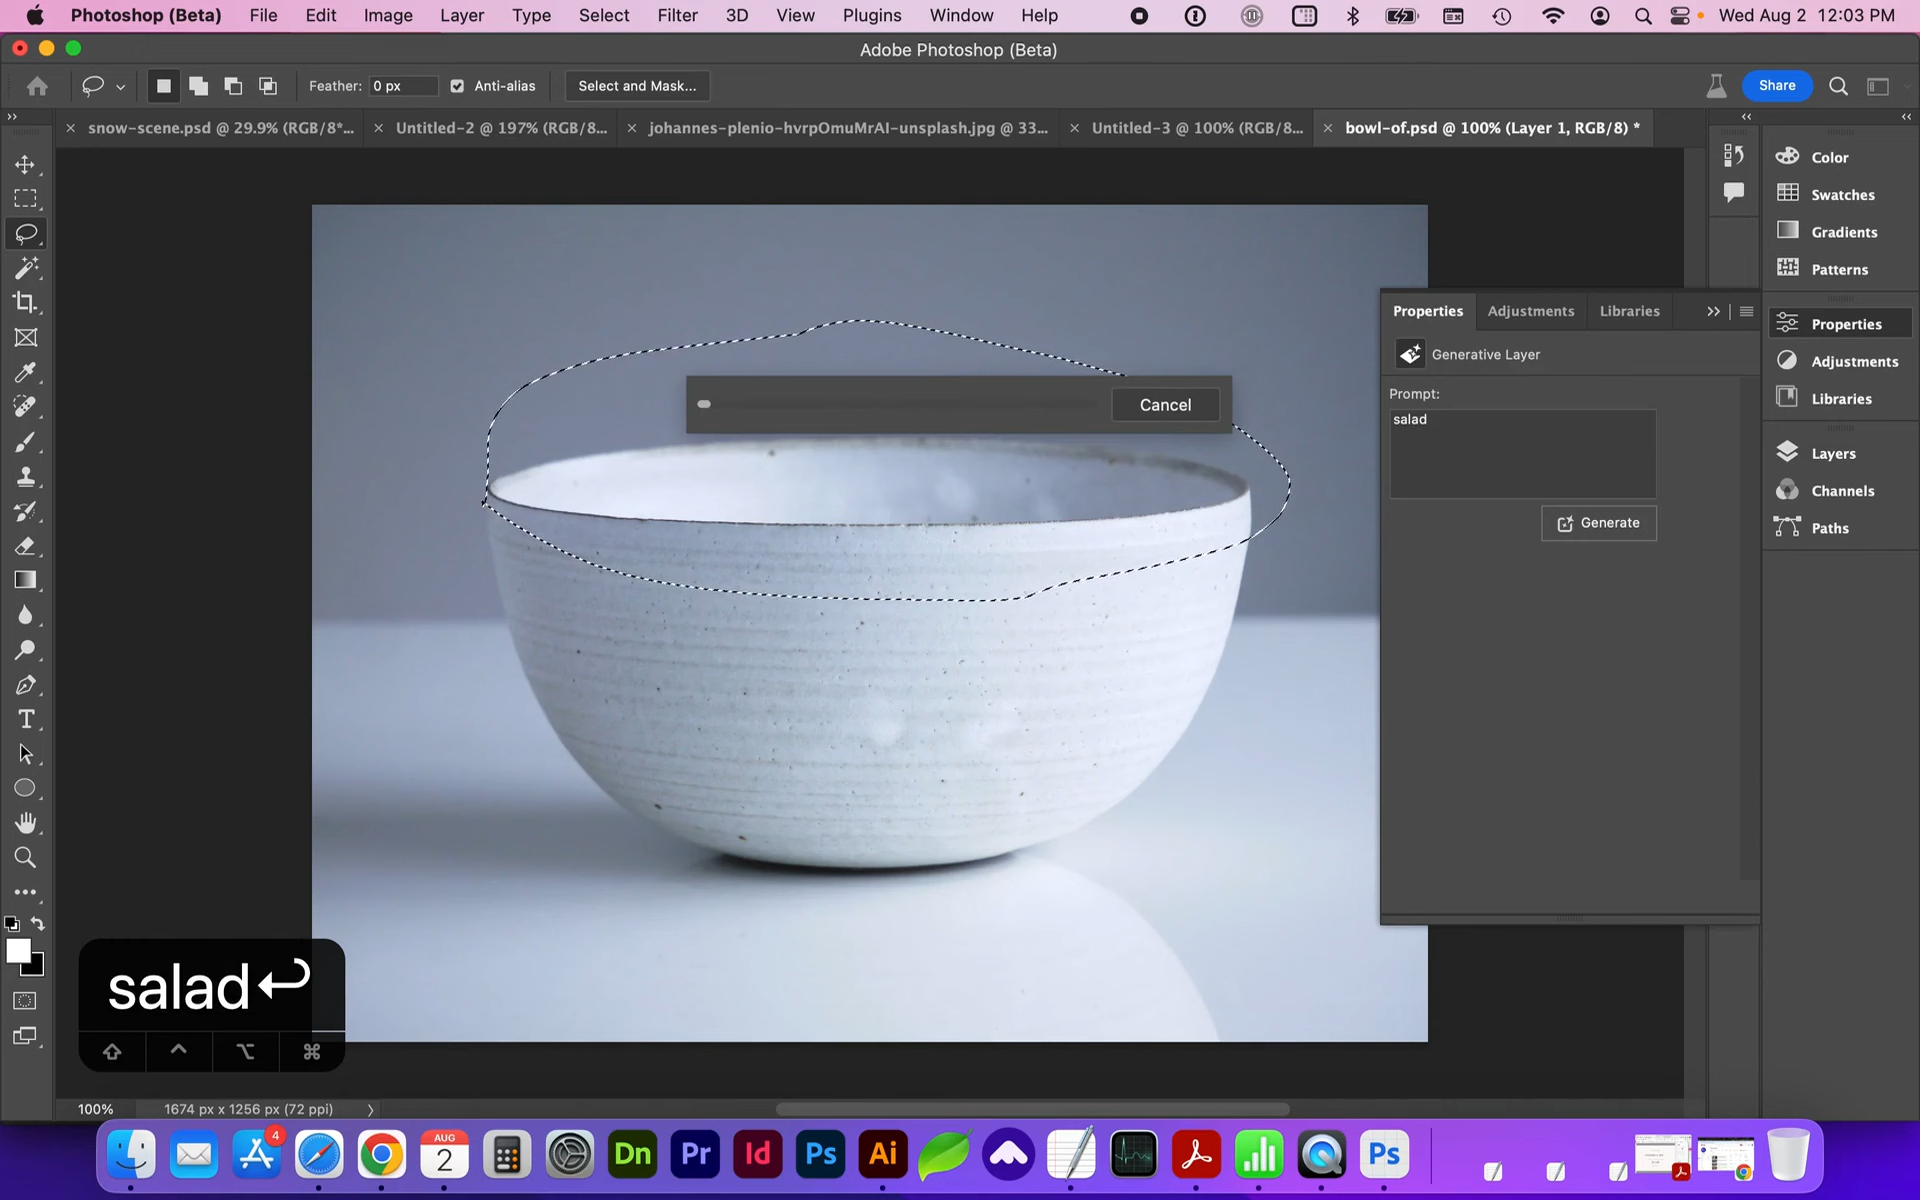 Photoshop (Beta) File Edit Image Layer Type Select Filter 3D View Plugins Window Help Wed Aug 2 12:03 PM
Adobe Photoshop (Beta)
Feather: 0 px Anti-alias Select and Mask... Share
snow-scene.psd @ 29.9% (RGB/8*... Untitled-2 @ 197% (RGB/8... johannes-plenio-hvrpOmuMrAI-unsplash.jpg @ 33... Untitled-3 @ 100% (RGB/8... bowl-of.psd @ 100% (Layer 1, RGB/8) *
Color
Swatches
Gradients
Patterns
Properties
Adjustments
Libraries
Layers
Channels
Paths
Properties Adjustments Libraries
Generative Layer
Prompt:
salad
Generate
Cancel
salad
100% 1674 px x 1256 px (72 ppi)
4
AUG
2
Dn Pr Id Ps Ai Ps